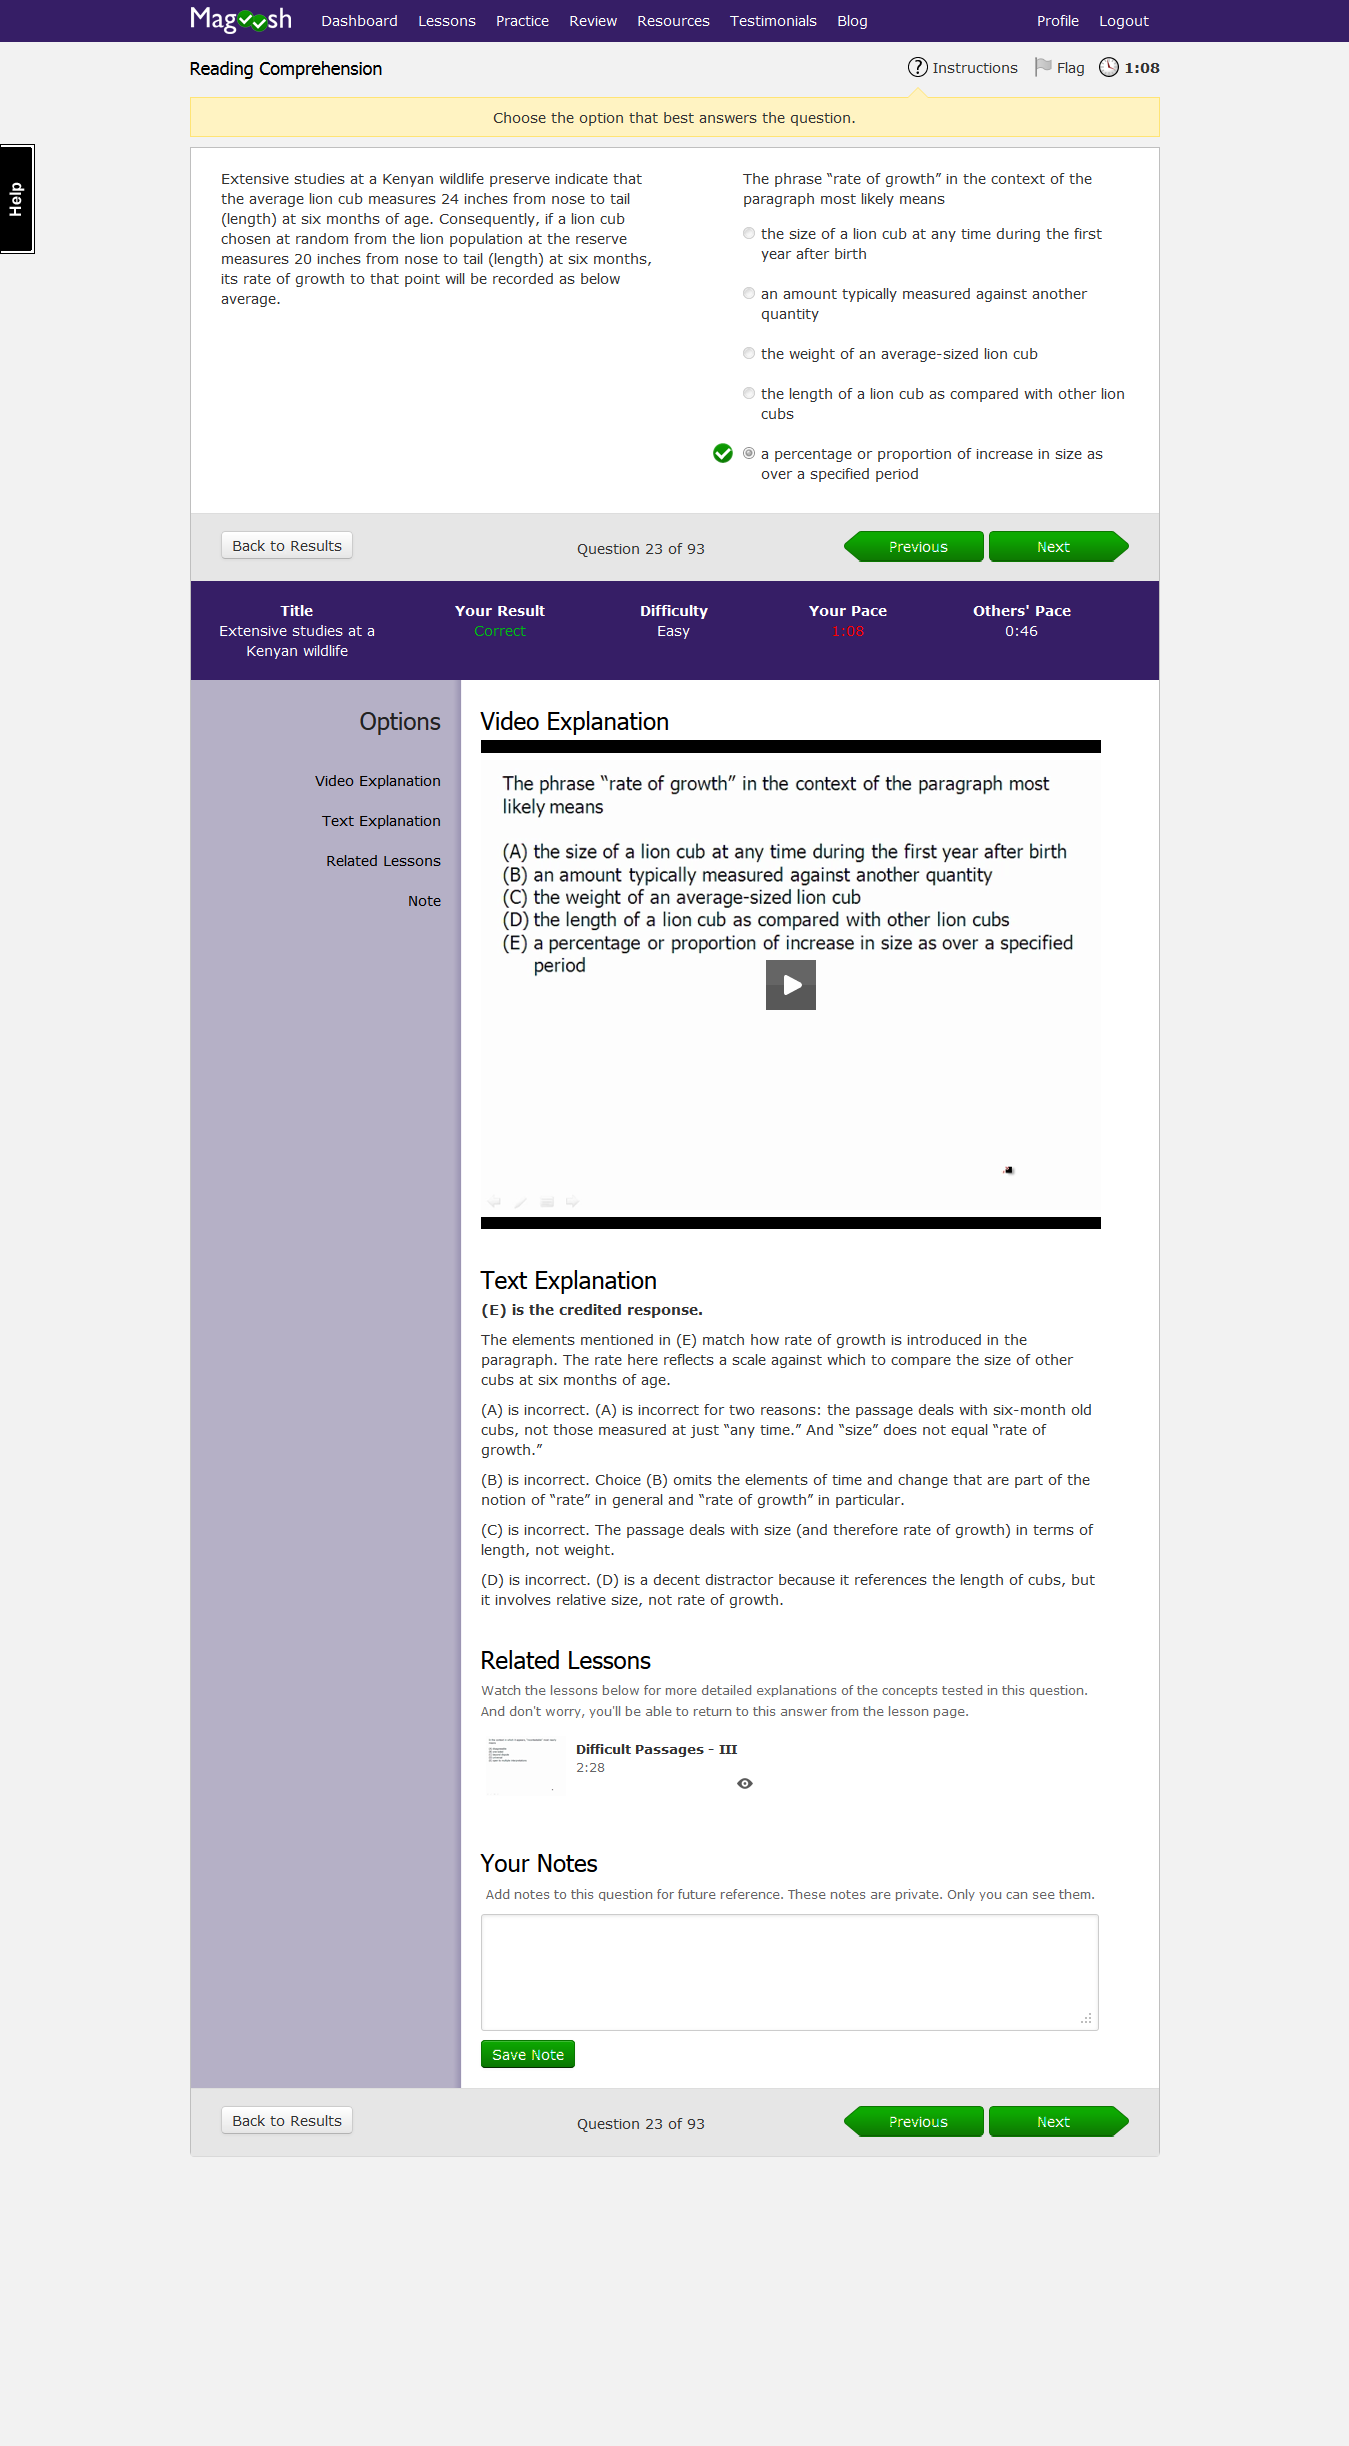 Magoosh Dashboard Lessons Practice Review Resources Testimonials Blog Profile Logout
Reading Comprehension
Instructions Flag 1:08
Choose the option that best answers the question.
Help
Extensive studies at a Kenyan wildlife preserve indicate that
the average lion cub measures 24 inches from nose to tail
(length) at six months of age. Consequently, if a lion cub
chosen at random from the lion population at the reserve
measures 20 inches from nose to tail (length) at six months,
its rate of growth to that point will be recorded as below
average.
The phrase “rate of growth” in the context of the
paragraph most likely means
the size of a lion cub at any time during the first
year after birth
an amount typically measured against another
quantity
the weight of an average-sized lion cub
the length of a lion cub as compared with other lion
cubs
a percentage or proportion of increase in size as
over a specified period
Back to Results Question 23 of 93 Previous Next
Title Your Result Difficulty Your Pace Others' Pace
Extensive studies at a Correct Easy 1:08 0:46
Kenyan wildlife
Options
Video Explanation
Text Explanation
Related Lessons
Note
Video Explanation
The phrase “rate of growth” in the context of the paragraph most
likely means
(A) the size of a lion cub at any time during the first year after birth
(B) an amount typically measured against another quantity
(C) the weight of an average-sized lion cub
(D) the length of a lion cub as compared with other lion cubs
(E) a percentage or proportion of increase in size as over a specified
period
Text Explanation
(E) is the credited response.
The elements mentioned in (E) match how rate of growth is introduced in the
paragraph. The rate here reflects a scale against which to compare the size of other
cubs at six months of age.
(A) is incorrect. (A) is incorrect for two reasons: the passage deals with six-month old
cubs, not those measured at just “any time.” And “size” does not equal “rate of
growth.”
(B) is incorrect. Choice (B) omits the elements of time and change that are part of the
notion of “rate” in general and “rate of growth” in particular.
(C) is incorrect. The passage deals with size (and therefore rate of growth) in terms of
length, not weight.
(D) is incorrect. (D) is a decent distractor because it references the length of cubs, but
it involves relative size, not rate of growth.
Related Lessons
Watch the lessons below for more detailed explanations of the concepts tested in this question.
And don't worry, you'll be able to return to this answer from the lesson page.
Difficult Passages - III
2:28
Your Notes
Add notes to this question for future reference. These notes are private. Only you can see them.
Save Note
Back to Results Question 23 of 93 Previous Next